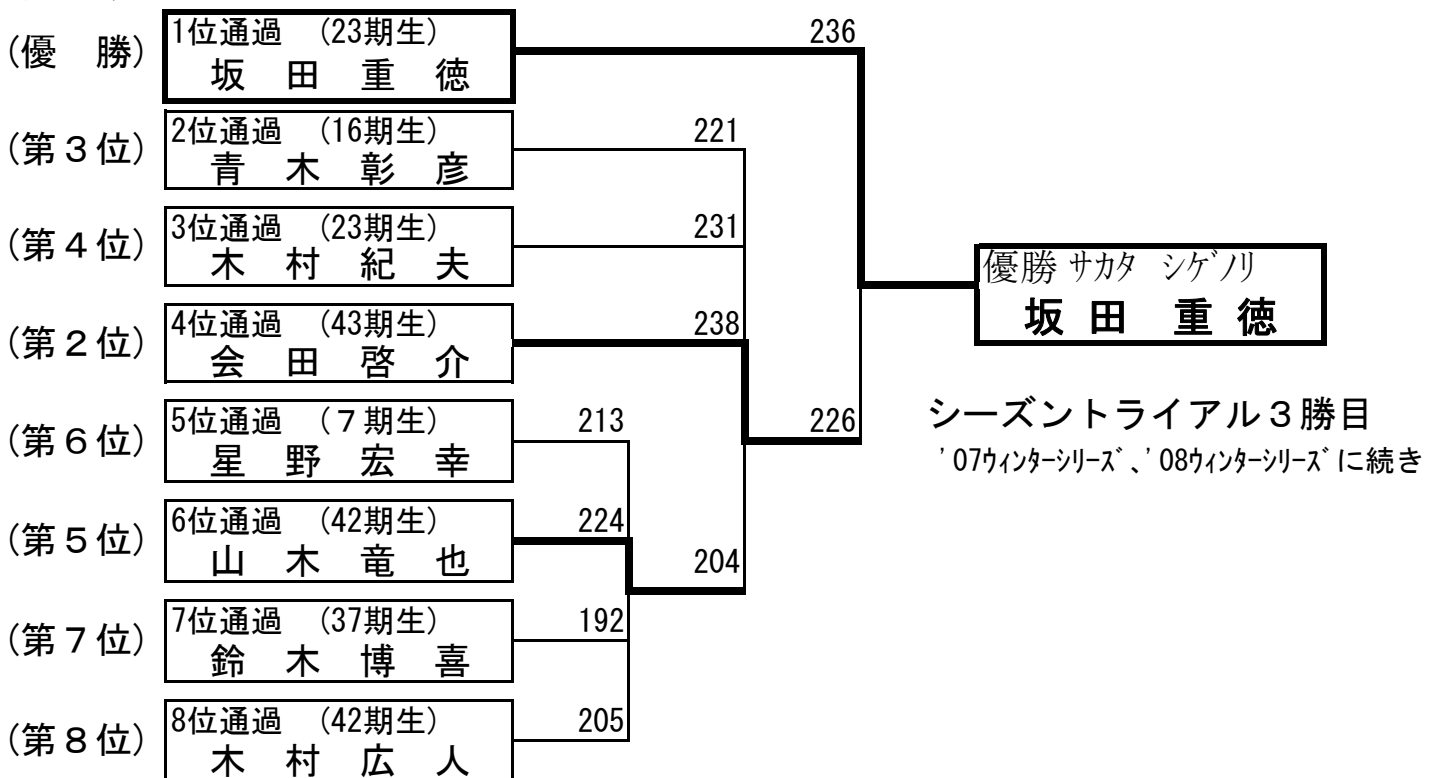 (優　勝)
1位通過　(23期生)
坂　田　重　徳
236
(第３位)
2位通過　(16期生)
青　木　彰　彦
221
(第４位)
3位通過　(23期生)
木　村　紀　夫
231
優勝 ｻｶﾀ　ｼｹﾞﾉﾘ
坂 田　重 徳
(第２位)
4位通過　(43期生)
会　田　啓　介
238
(第６位)
5位通過　(７期生)
星　野　宏　幸
213
226
シーズントライアル３勝目
'07ｳｨﾝﾀｰｼﾘｰｽﾞ、'08ｳｨﾝﾀｰｼﾘｰｽﾞに続き
(第５位)
6位通過　(42期生)
山　木　竜　也
224
204
(第７位)
7位通過　(37期生)
鈴　木　博　喜
192
(第８位)
8位通過　(42期生)
木　村　広　人
205